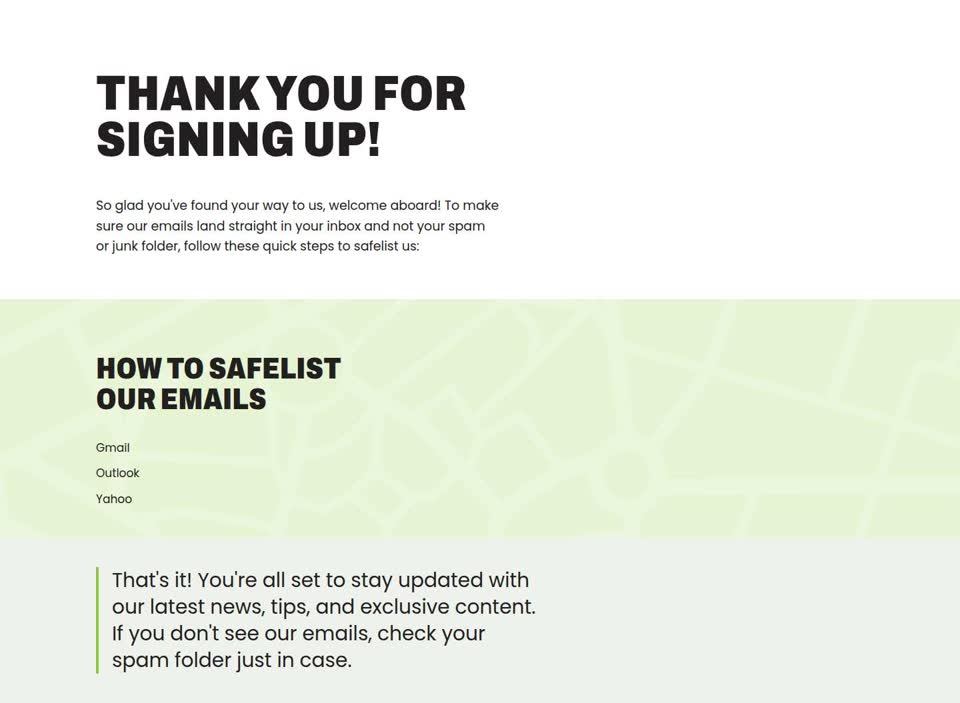 THANK YOU FOR
SIGNING UP!
So glad you've found your way to us, welcome aboard! To make
sure our emails land straight in your inbox and not your spam
or junk folder, follow these quick steps to safelist us:
HOW TO SAFELIST
OUR EMAILS
Gmail
Outlook
Yahoo
That's it! You're all set to stay updated with
our latest news, tips, and exclusive content.
If you don't see our emails, check your
spam folder just in case.